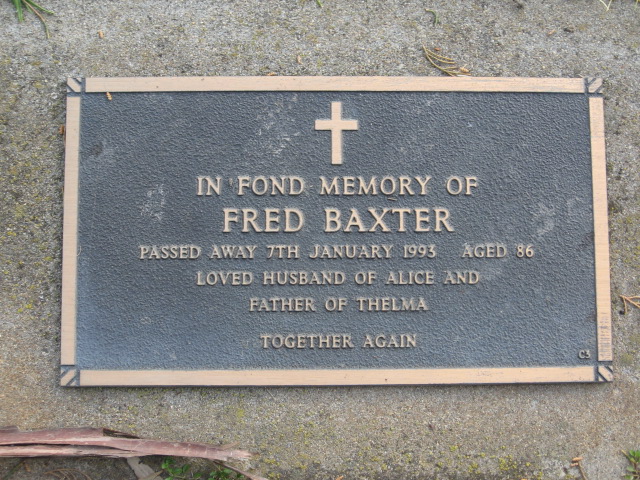 IN FOND MEMORY OF
FRED BAXTER
PASSED AWAY 7TH JANUARY 1993 AGED 86
LOVED HUSBAND OF ALICE AND
FATHER OF THELMA
TOGETHER AGAIN
C3